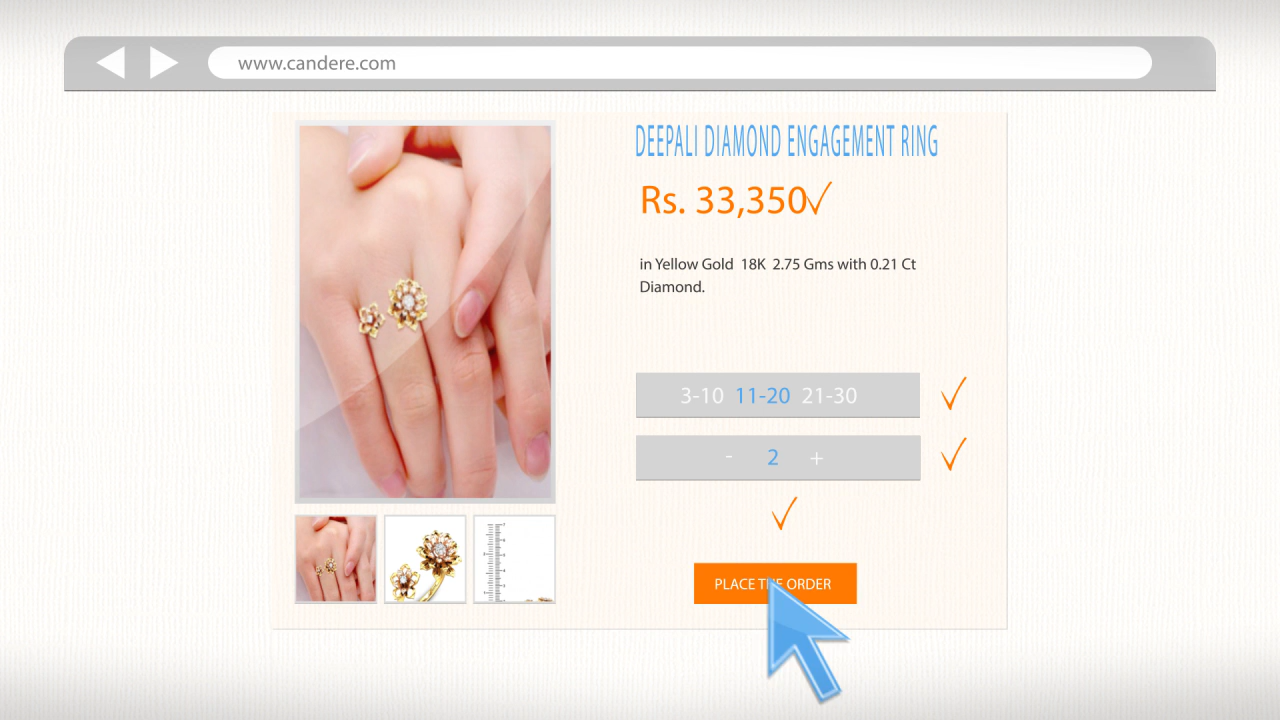 www.candere.com
DEEPALI DIAMOND ENGAGEMENT RING
Rs. 33,350
in Yellow Gold 18K 2.75 Gms with 0.21 Ct
Diamond.
3-10 11-20 21-30
- 2 +
PLACE THE ORDER